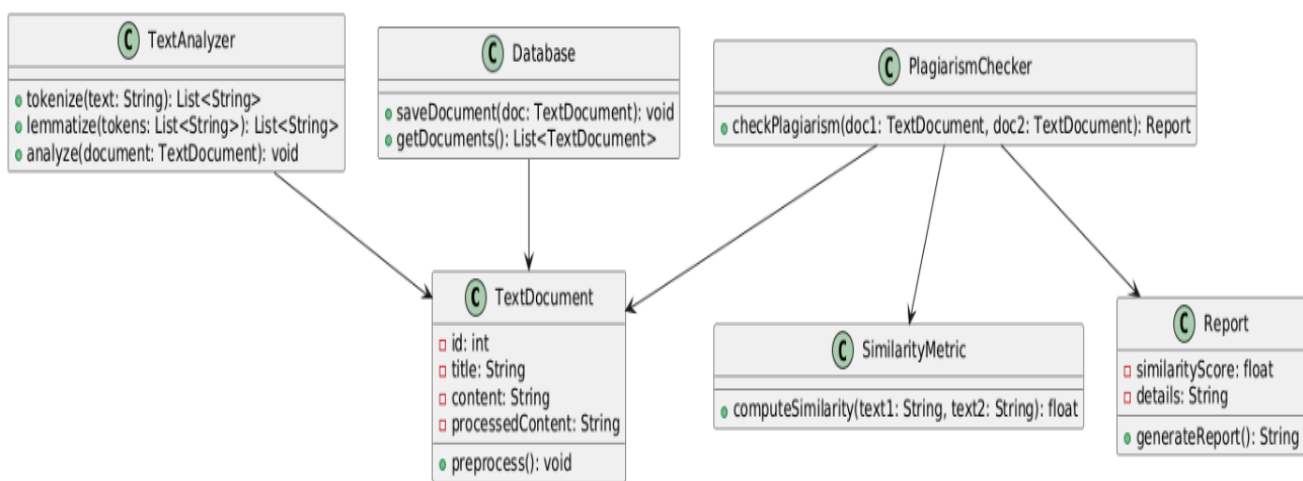 C TextAnalyzer
tokenize(text: String): List<String>
lemmatize(tokens: List<String>): List<String>
analyze(document: TextDocument): void
C Database
saveDocument(doc: TextDocument): void
getDocuments(): List<TextDocument>
C PlagiarismChecker
checkPlagiarism(doc1: TextDocument, doc2: TextDocument): Report
C TextDocument
id: int
title: String
content: String
processedContent: String
preprocess(): void
C SimilarityMetric
computeSimilarity(text1: String, text2: String): float
C Report
similarityScore: float
details: String
generateReport(): String